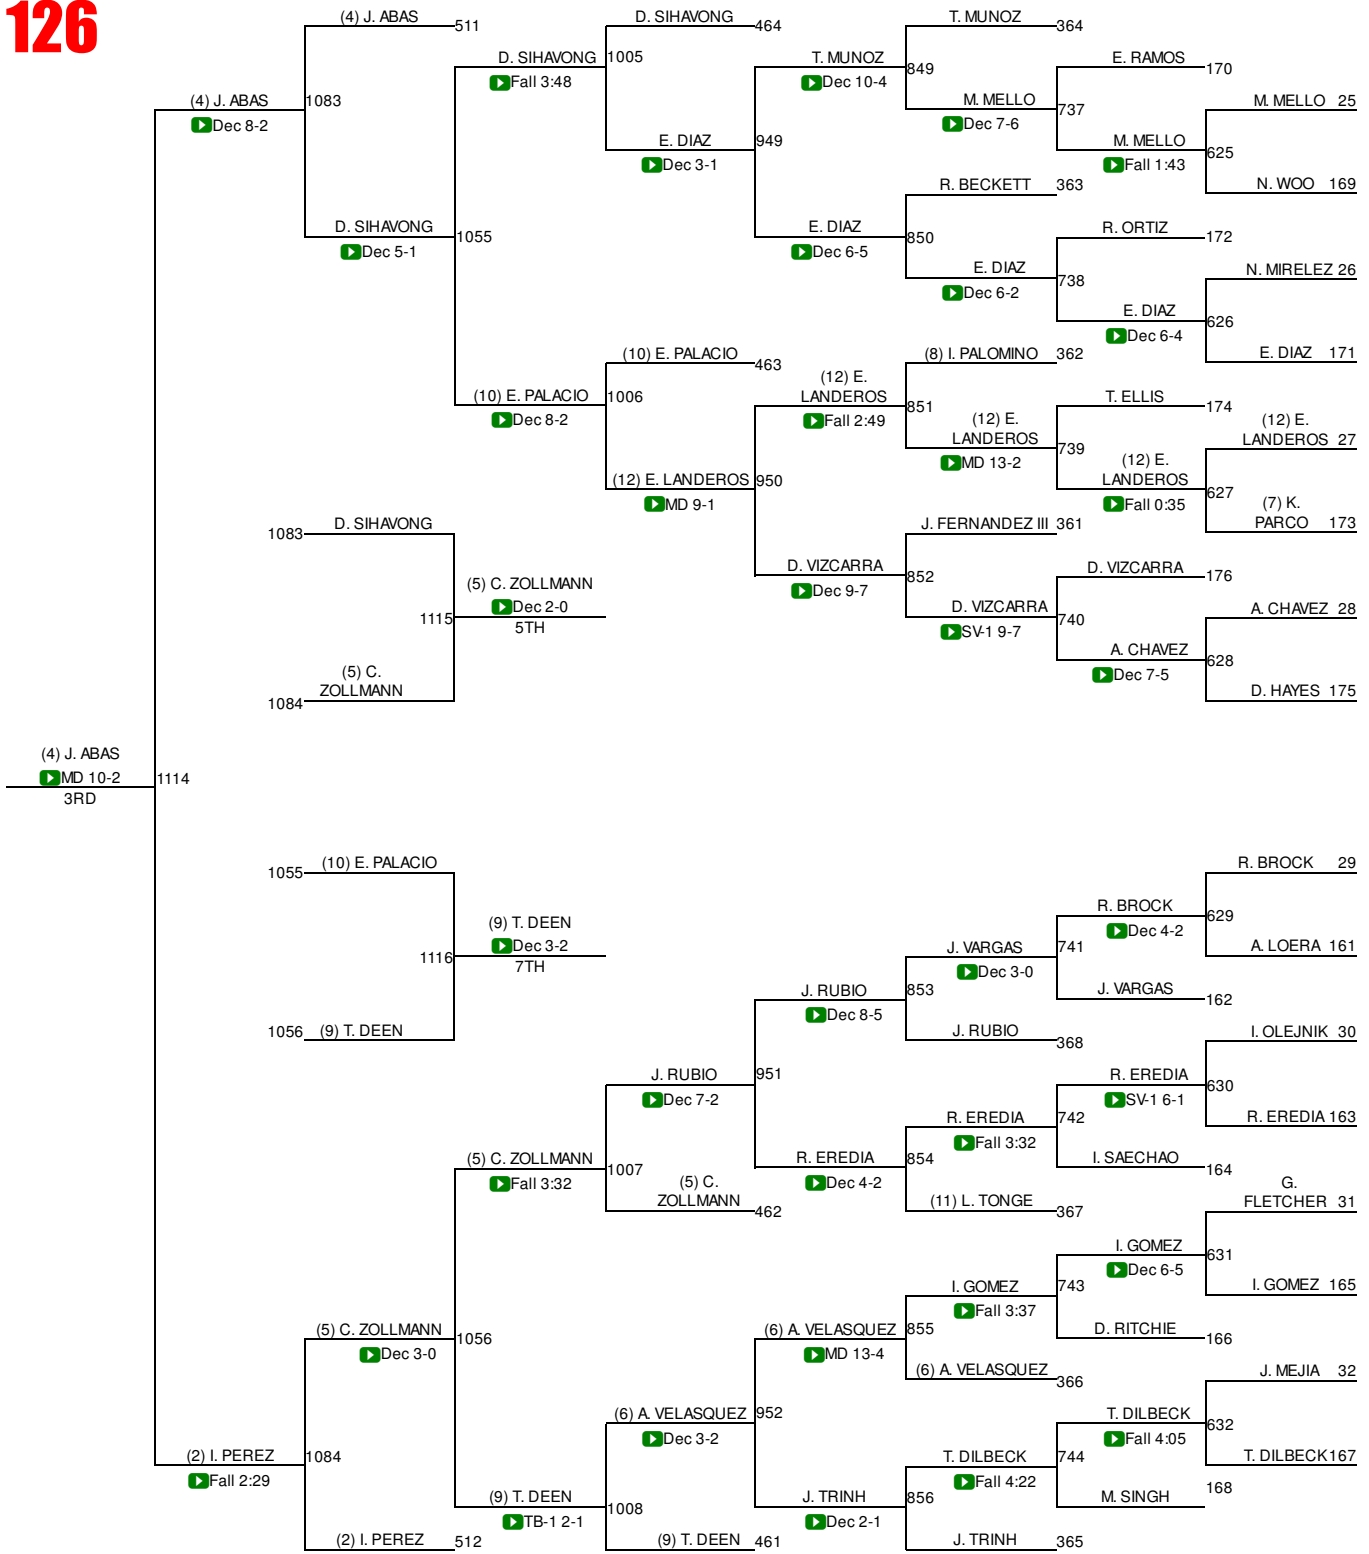 126
(4) J. ABAS
511
D. SIHAVONG
464
T. MUNOZ
364
D. SIHAVONG
1005
Fall 3:48
T. MUNOZ
849
Dec 10-4
E. RAMOS
170
(4) J. ABAS
1083
Dec 8-2
M. MELLO
737
Dec 7-6
M. MELLO 25
E. DIAZ
949
Dec 3-1
M. MELLO
625
Fall 1:43
R. BECKETT
363
N. WOO 169
D. SIHAVONG
1055
Dec 5-1
E. DIAZ
850
Dec 6-5
R. ORTIZ
172
E. DIAZ
738
Dec 6-2
N. MIRELEZ 26
E. DIAZ
626
Dec 6-4
E. DIAZ 171
(10) E. PALACIO
463
(8) I. PALOMINO
362
(10) E. PALACIO
1006
Dec 8-2
(12) E.
LANDEROS
851
Fall 2:49
T. ELLIS
174
(12) E.
LANDEROS
739
MD 13-2
(12) E.
LANDEROS 27
(12) E. LANDEROS
950
MD 9-1
(12) E.
LANDEROS
627
Fall 0:35
(7) K.
PARCO 173
1083
D. SIHAVONG
J. FERNANDEZ III
361
(5) C. ZOLLMANN
Dec 2-0
1115
5TH
D. VIZCARRA
852
Dec 9-7
D. VIZCARRA
176
D. VIZCARRA
740
SV-1 9-7
A. CHAVEZ 28
A. CHAVEZ
628
Dec 7-5
(5) C.
ZOLLMANN
1084
D. HAYES 175
(4) J. ABAS
MD 10-2
1114
3RD
1055
(10) E. PALACIO
R. BROCK 29
(9) T. DEEN
Dec 3-2
1116
7TH
R. BROCK
629
Dec 4-2
J. VARGAS
741
Dec 3-0
A. LOERA 161
J. RUBIO
853
Dec 8-5
J. VARGAS
162
1056
(9) T. DEEN
J. RUBIO
368
I. OLEJNIK 30
J. RUBIO
951
Dec 7-2
R. EREDIA
630
SV-1 6-1
R. EREDIA
742
Fall 3:32
R. EREDIA 163
(5) C. ZOLLMANN
1007
Fall 3:32
R. EREDIA
854
Dec 4-2
I. SAECHAO
164
(5) C.
ZOLLMANN
462
(11) L. TONGE
367
G.
FLETCHER 31
I. GOMEZ
631
Dec 6-5
I. GOMEZ
743
Fall 3:37
I. GOMEZ 165
(5) C. ZOLLMANN
1056
Dec 3-0
(6) A. VELASQUEZ
855
MD 13-4
D. RITCHIE
166
(6) A. VELASQUEZ
366
J. MEJIA 32
(6) A. VELASQUEZ
952
Dec 3-2
T. DILBECK
632
Fall 4:05
(2) I. PEREZ
1084
Fall 2:29
T. DILBECK
744
Fall 4:22
T. DILBECK 167
(9) T. DEEN
1008
TB-1 2-1
J. TRINH
856
Dec 2-1
M. SINGH
168
(2) I. PEREZ
512
(9) T. DEEN
461
J. TRINH
365